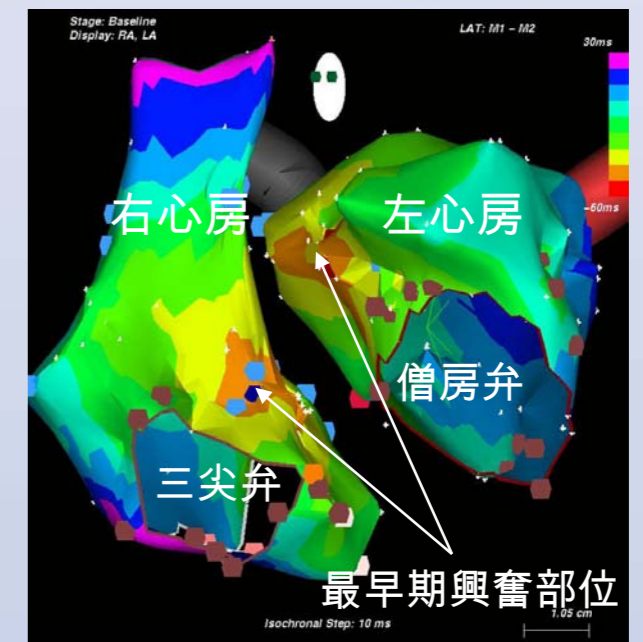 Stage: Baseline
Display: RA, LA
LAT: M1 - M2
30ms
-60ms
右心房
左心房
僧房弁
三尖弁
最早期興奮部位
1.05 cm
Isochronal Step: 10 ms